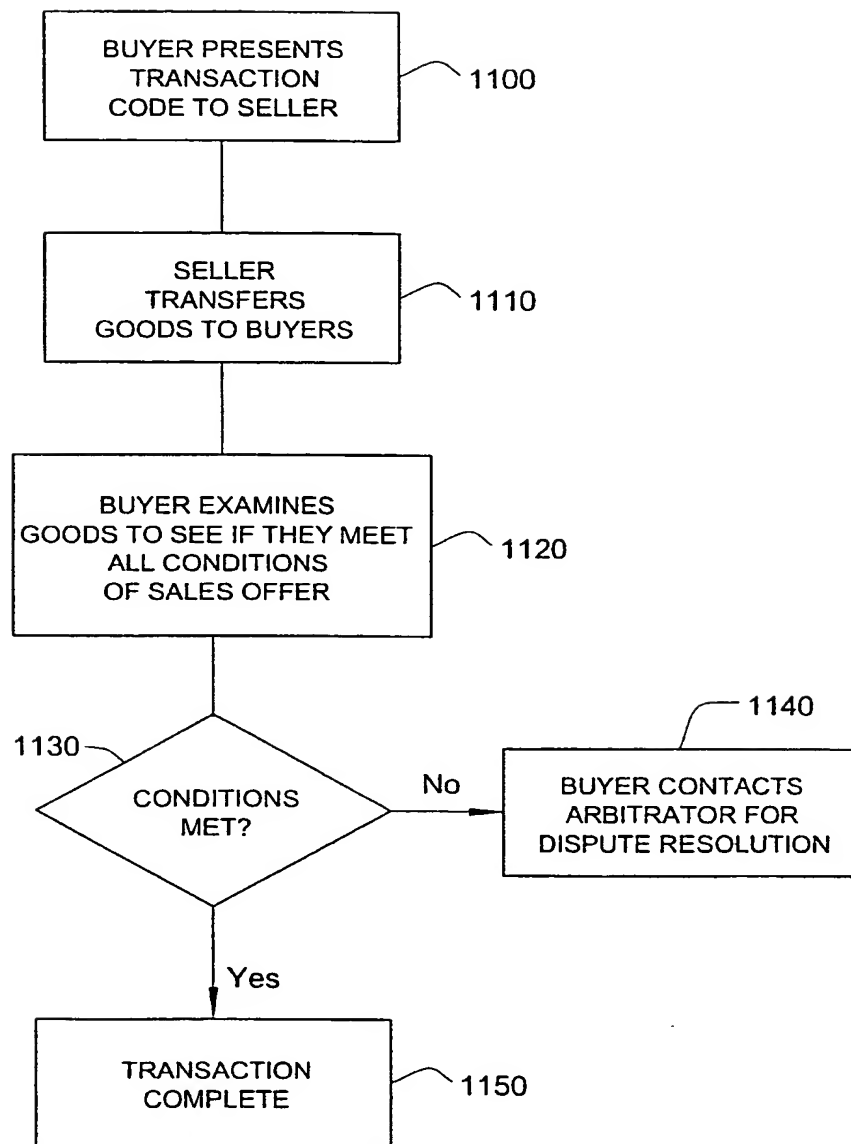 BUYER PRESENTS
TRANSACTION
CODE TO SELLER
1100
SELLER
TRANSFERS
GOODS TO BUYERS
1110
BUYER EXAMINES
GOODS TO SEE IF THEY MEET
ALL CONDITIONS
OF SALES OFFER
1120
1130
CONDITIONS
MET?
No
1140
BUYER CONTACTS
ARBITRATOR FOR
DISPUTE RESOLUTION
Yes
TRANSACTION
COMPLETE
1150